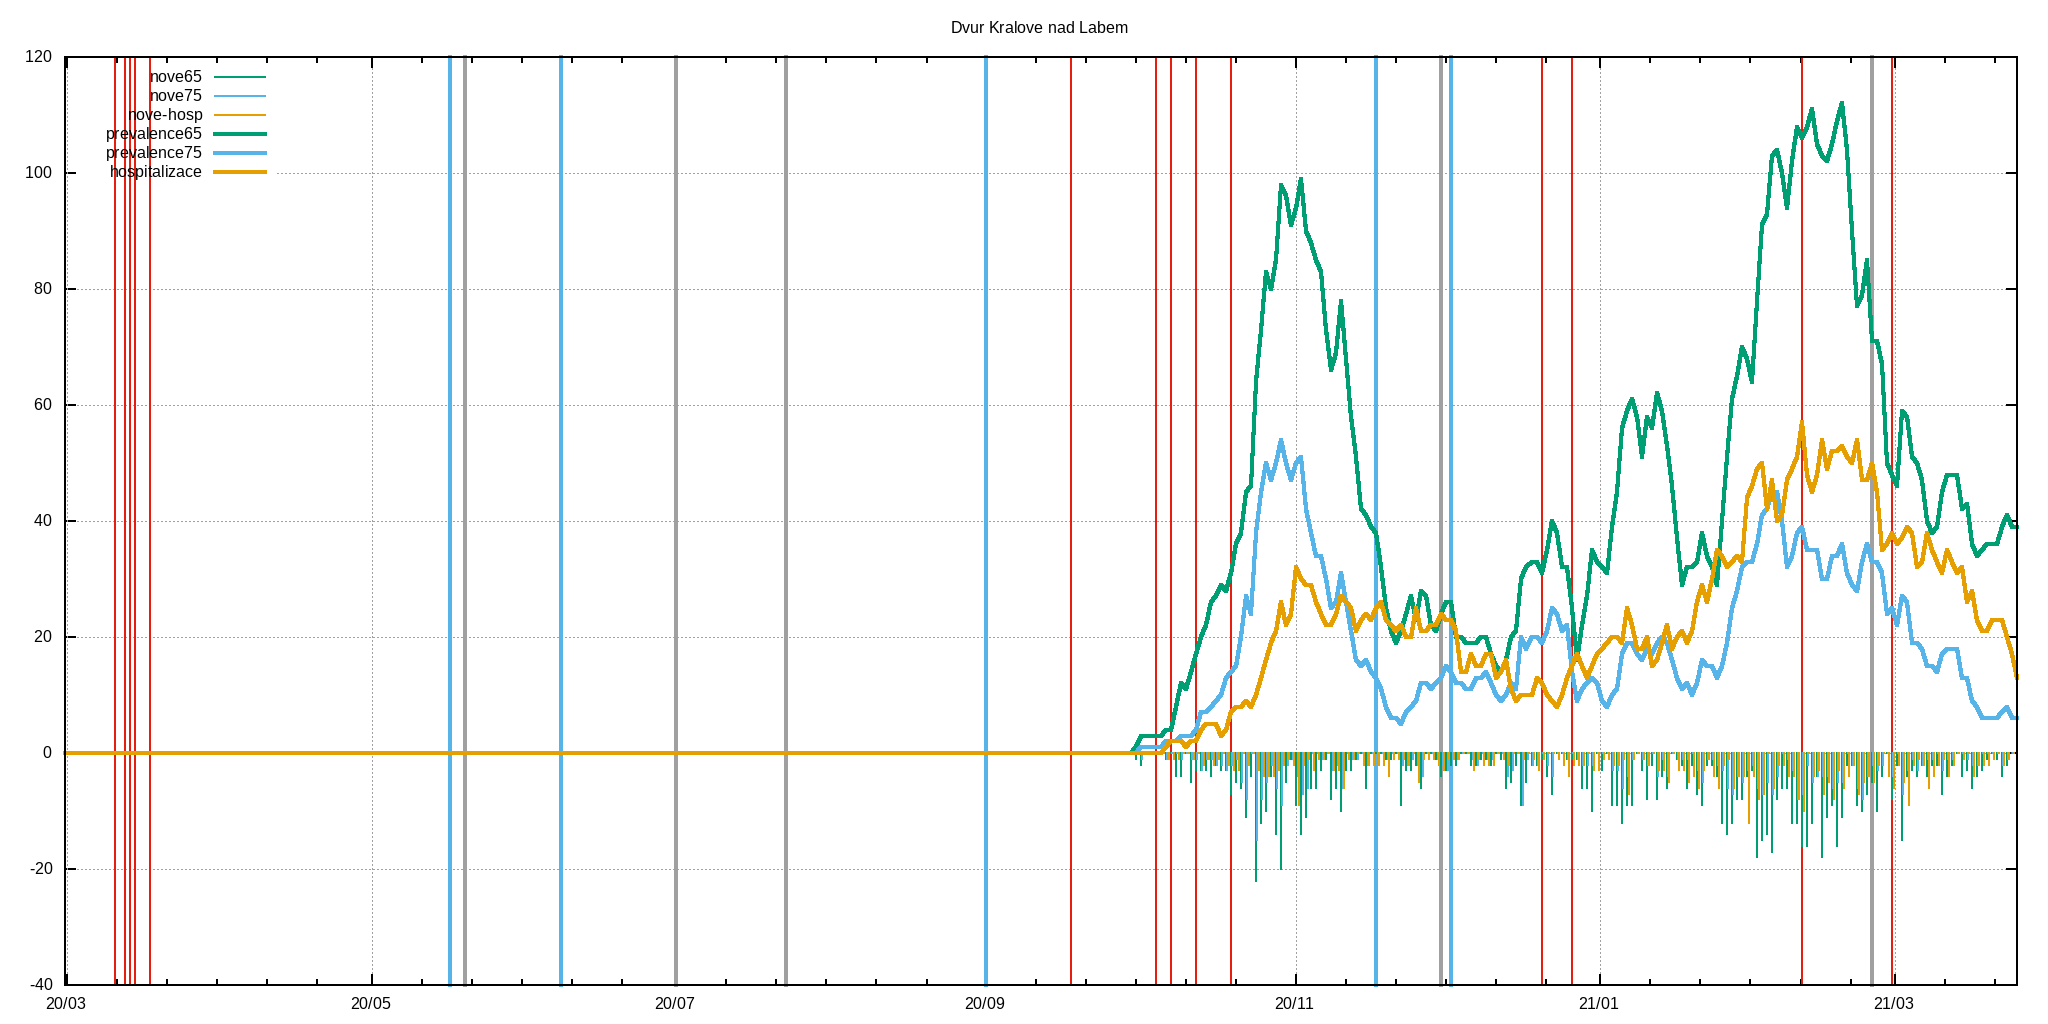 Dvur Kralove nad Labem
120
100
80
60
40
20
0
-20
-40
nove65
nove75
nove-hosp
prevalence65
prevalence75
hospitalizace
20/03
20/05
20/07
20/09
20/11
21/01
21/03